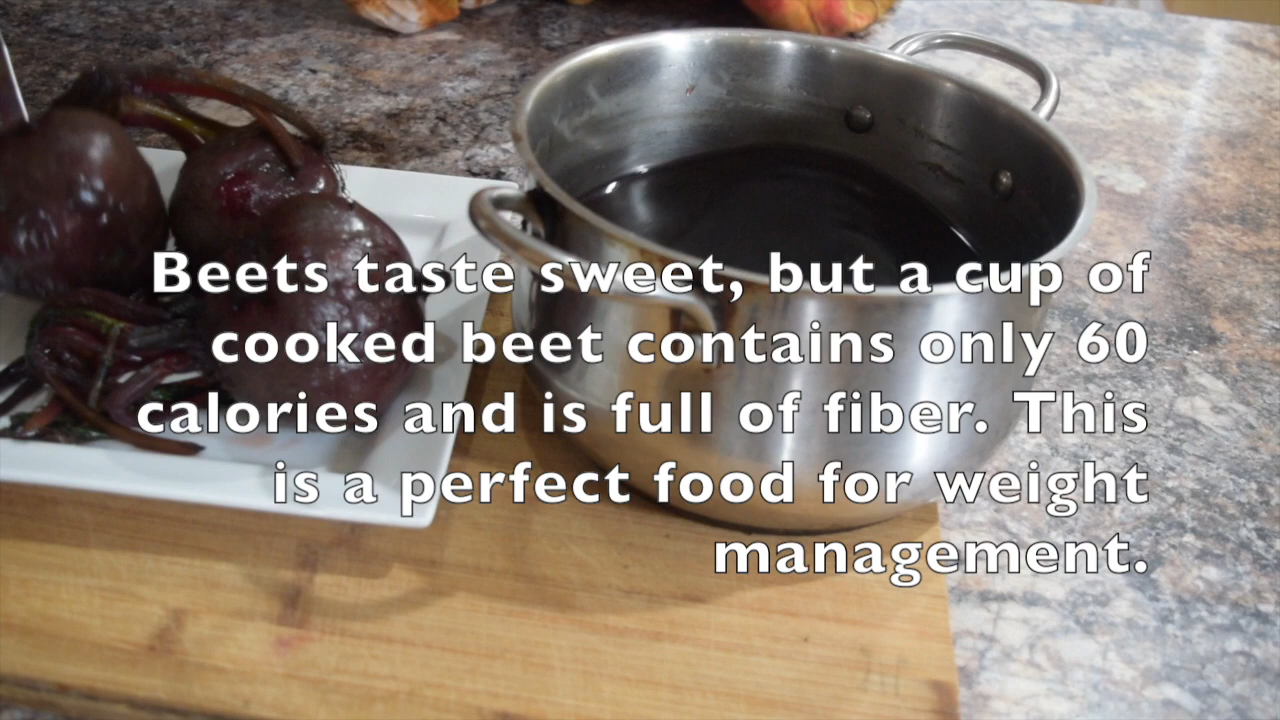 Beets taste sweet, but a cup of
cooked beet contains only 60
calories and is full of fiber. This
is a perfect food for weight
management.